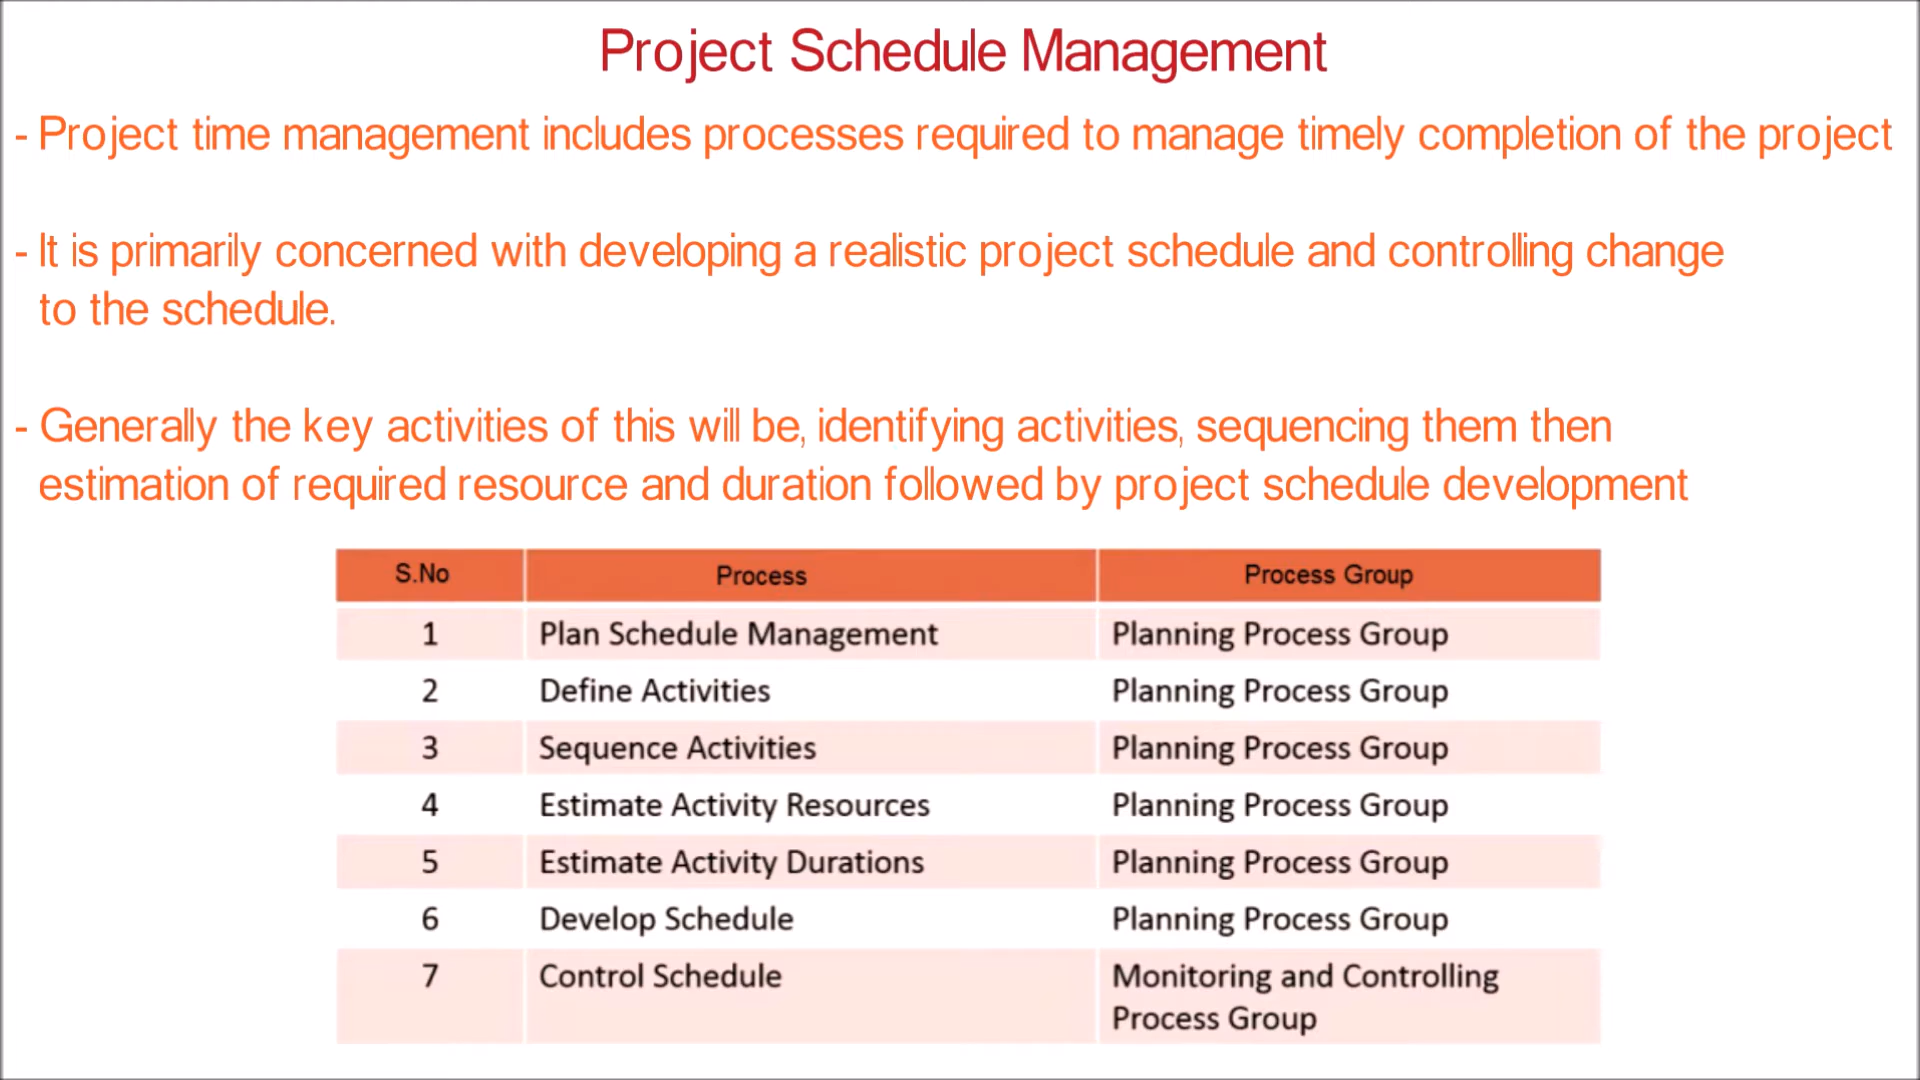 Project Schedule Management
- Project time management includes processes required to manage timely completion of the project
- It is primarily concerned with developing a realistic project schedule and controlling change
to the schedule.
- Generally the key activities of this will be, identifying activities, sequencing them then
estimation of required resource and duration followed by project schedule development
S.No Process Process Group
1 Plan Schedule Management Planning Process Group
2 Define Activities Planning Process Group
3 Sequence Activities Planning Process Group
4 Estimate Activity Resources Planning Process Group
5 Estimate Activity Durations Planning Process Group
6 Develop Schedule Planning Process Group
7 Control Schedule Monitoring and Controlling
Process Group